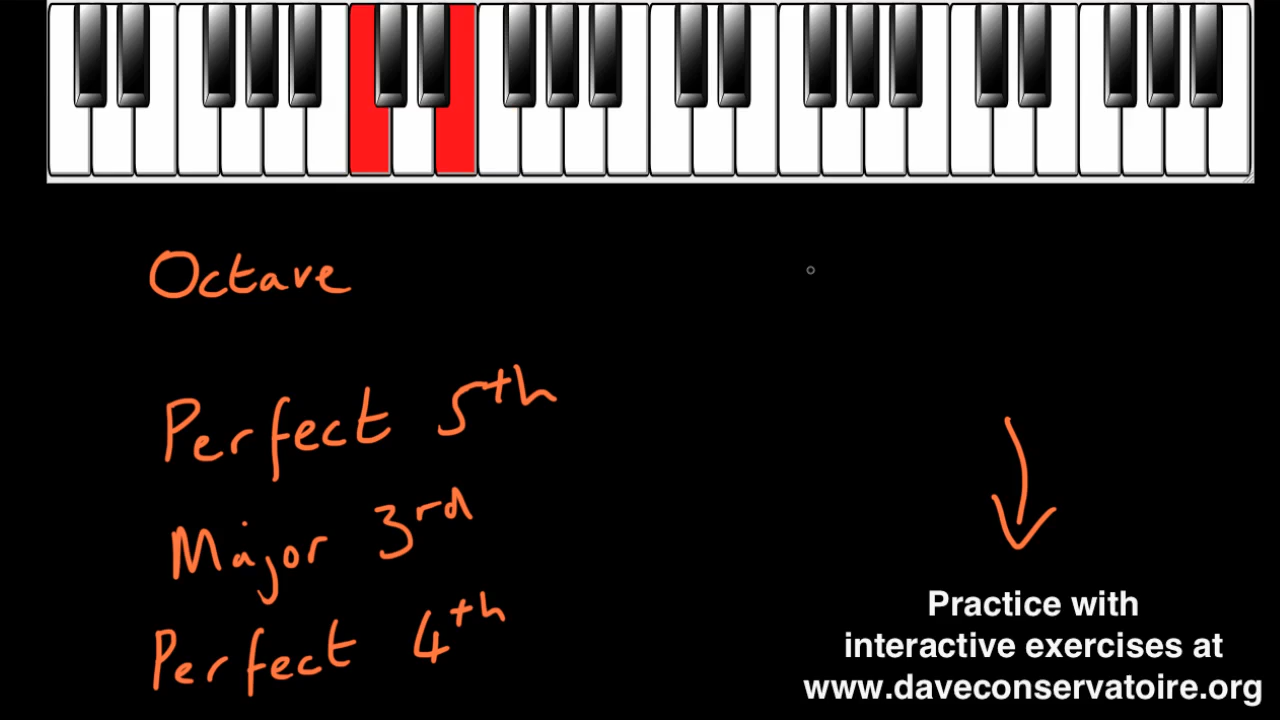 Octave
Perfect 5th
Major 3rd
Perfect 4th
Practice with
interactive exercises at
www.daveconservatoire.org